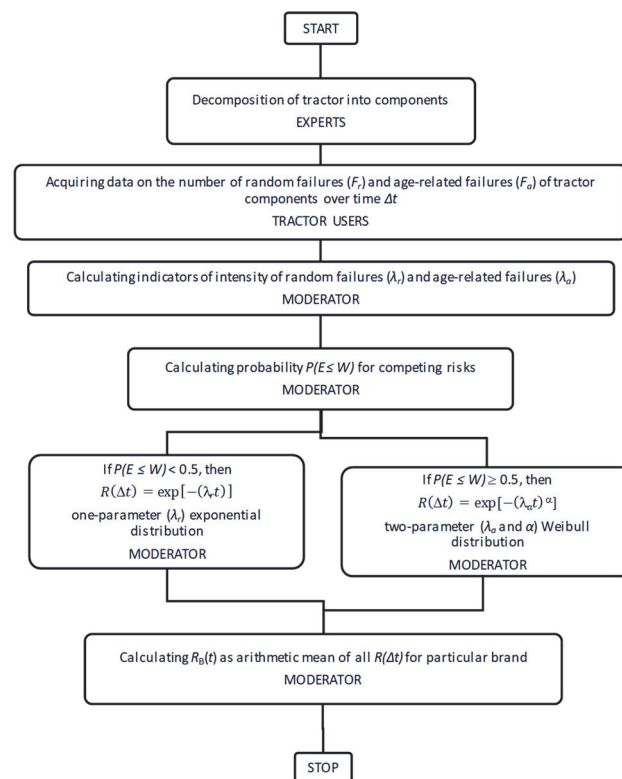 START
Decomposition of tractor into components
EXPERTS
Acquiring data on the number of random failures (Fr) and age-related failures (Fa) of tractor
components over time Δt
TRACTOR USERS
Calculating indicators of intensity of random failures (λr) and age-related failures (λa)
MODERATOR
Calculating probability P(E≤ W) for competing risks
MODERATOR
If P(E ≤ W) < 0.5, then
R(Δt) = exp[−(λrt)]
one-parameter (λr) exponential
distribution
MODERATOR
If P(E ≤ W) ≥ 0.5, then
R(Δt) = exp[−(λat)^α]
two-parameter (λa and α) Weibull
distribution
MODERATOR
Calculating RB(t) as arithmetic mean of all R(Δt) for particular brand
MODERATOR
STOP